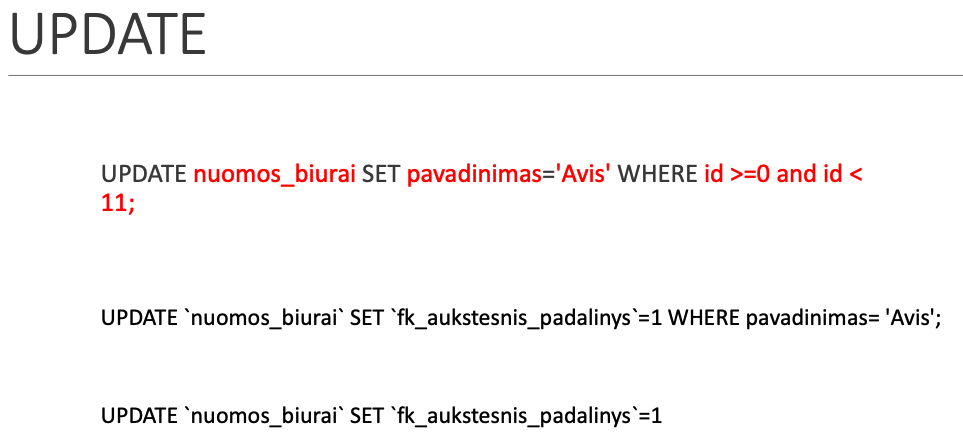 UPDATE
UPDATE nuomos_biurai SET pavadinimas='Avis' WHERE id >=0 and id <
11;
UPDATE `nuomos_biurai` SET `fk_aukstesnis_padalinys`=1 WHERE pavadinimas= 'Avis';
UPDATE `nuomos_biurai` SET `fk_aukstesnis_padalinys`=1